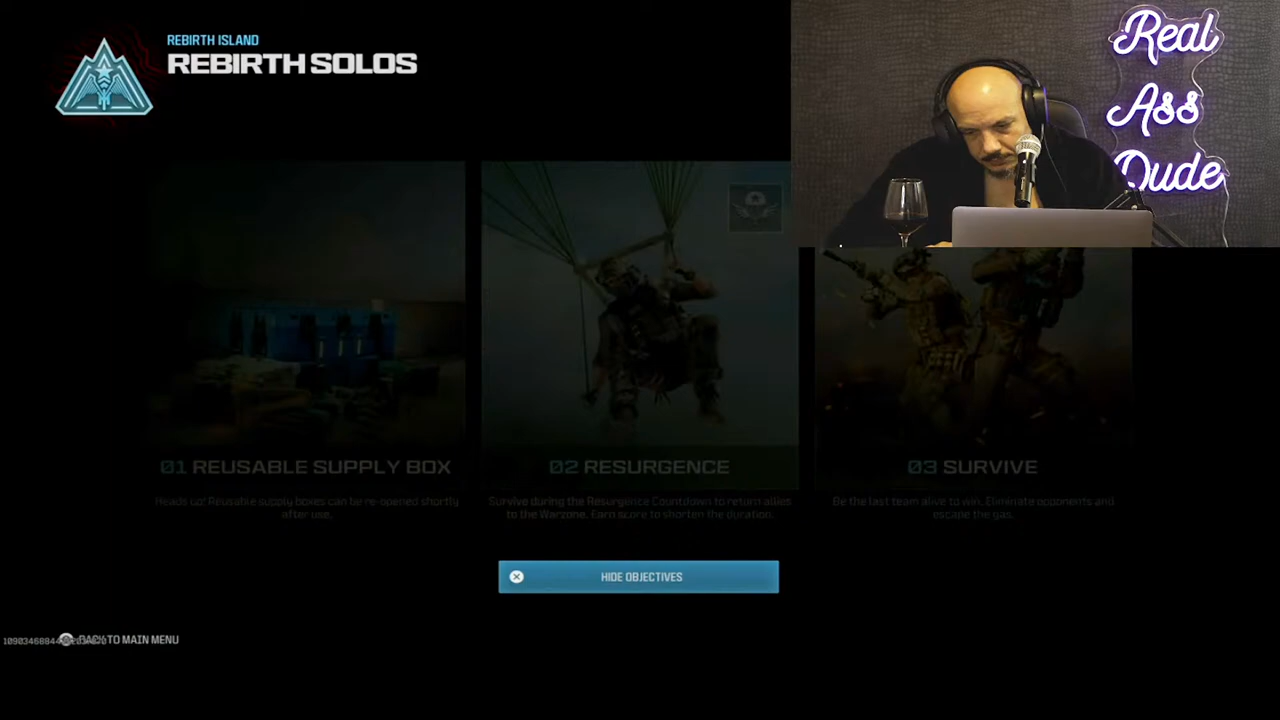 REBIRTH ISLAND
REBIRTH SOLOS
Real
Ass
Dude
01 REUSABLE SUPPLY BOX
Heads up! Reusable supply boxes can be re-opened shortly
after use.
02 RESURGENCE
Survive during the Resurgence Countdown to return allies
to the Warzone. Earn score to shorten the duration.
03 SURVIVE
Be the last team alive to win. Eliminate opponents and
escape the gas.
HIDE OBJECTIVES
BACK TO MAIN MENU